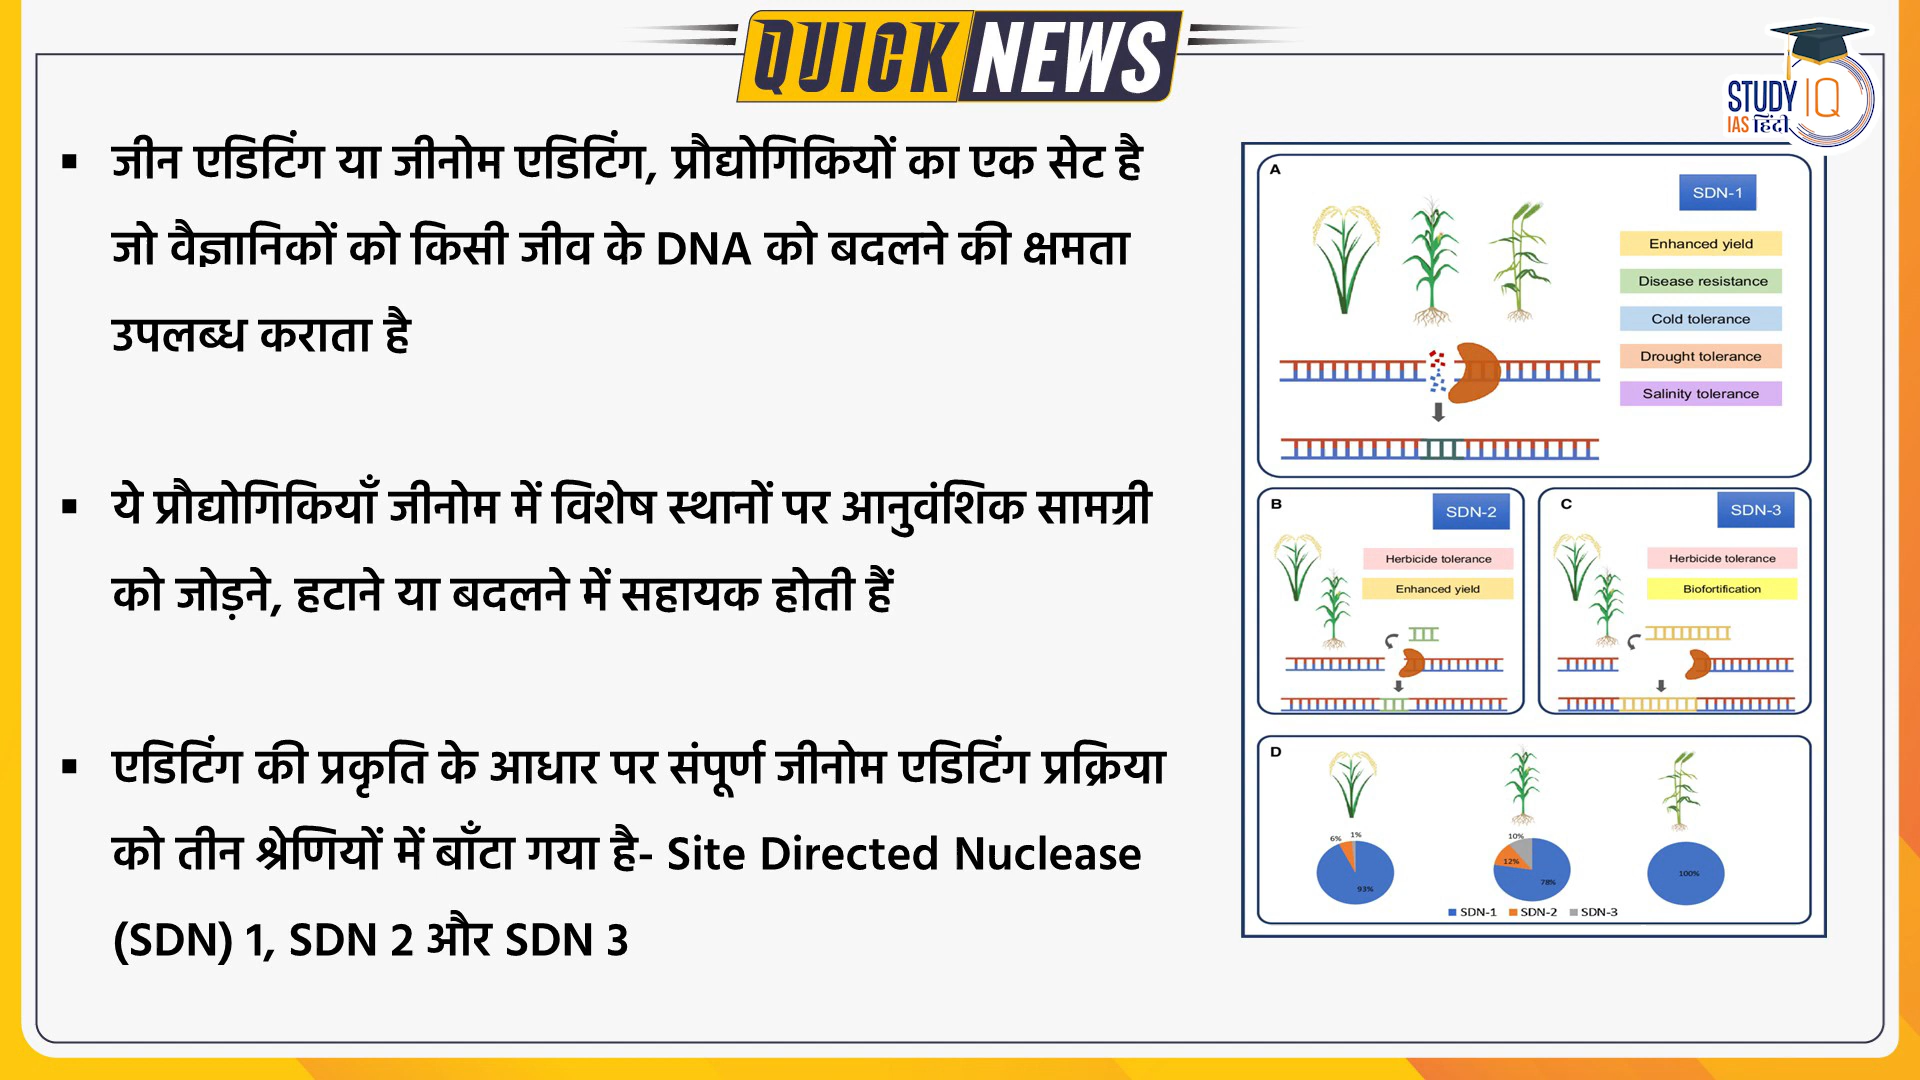 QUICK NEWS
STUDY IQ
IAS हिंदी
▪ जीन एडिटिंग या जीनोम एडिटिंग, प्रौद्योगिकियों का एक सेट है
जो वैज्ञानिकों को किसी जीव के DNA को बदलने की क्षमता
उपलब्ध कराता है
▪ ये प्रौद्योगिकियाँ जीनोम में विशेष स्थानों पर आनुवंशिक सामग्री
को जोड़ने, हटाने या बदलने में सहायक होती हैं
▪ एडिटिंग की प्रकृति के आधार पर संपूर्ण जीनोम एडिटिंग प्रक्रिया
को तीन श्रेणियों में बाँटा गया है- Site Directed Nuclease
(SDN) 1, SDN 2 और SDN 3
A
SDN-1
Enhanced yield
Disease resistance
Cold tolerance
Drought tolerance
Salinity tolerance
B
SDN-2
Herbicide tolerance
Enhanced yield
C
SDN-3
Herbicide tolerance
Biofortification
D
6% 1%
93%
10%
12%
78%
100%
SDN-1 SDN-2 SDN-3